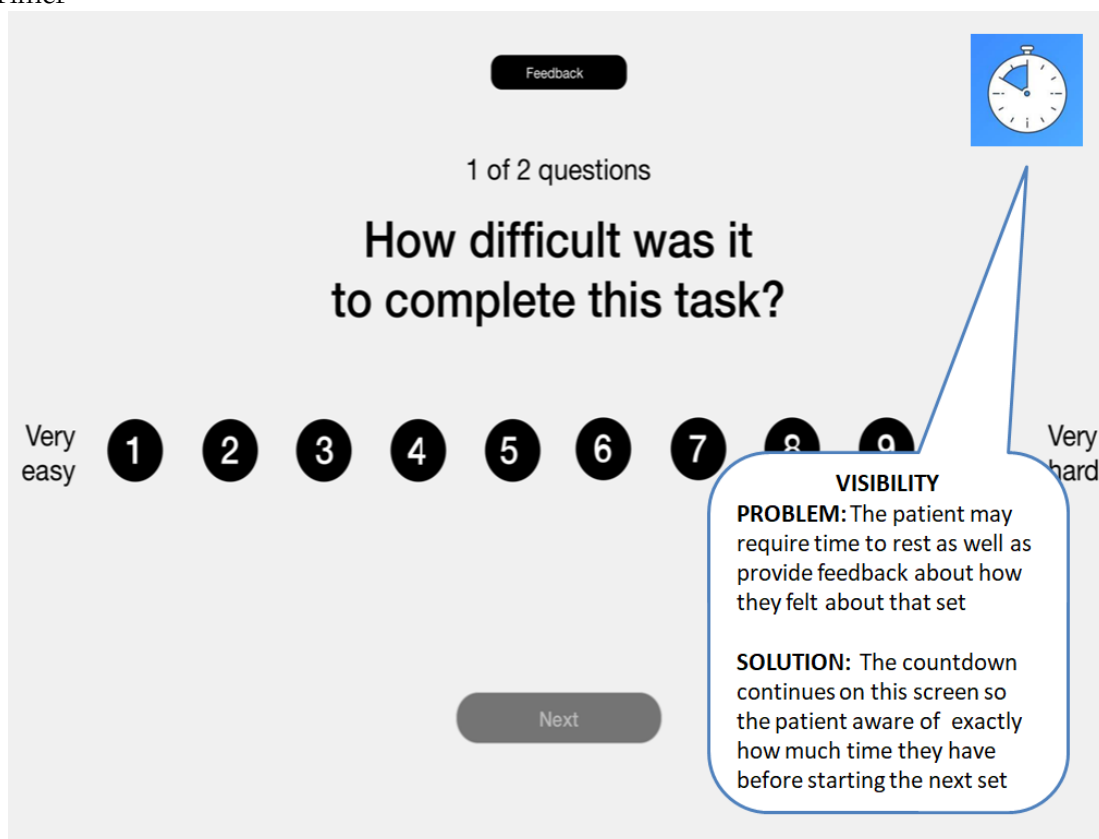 Feedback
1 of 2 questions
How difficult was it
to complete this task?
Very
easy
1 2 3 4 5 6 7 8 9
Very
hard
VISIBILITY
PROBLEM: The patient may
require time to rest as well as
provide feedback about how
they felt about that set
SOLUTION: The countdown
continues on this screen so
the patient aware of exactly
how much time they have
before starting the next set
Next